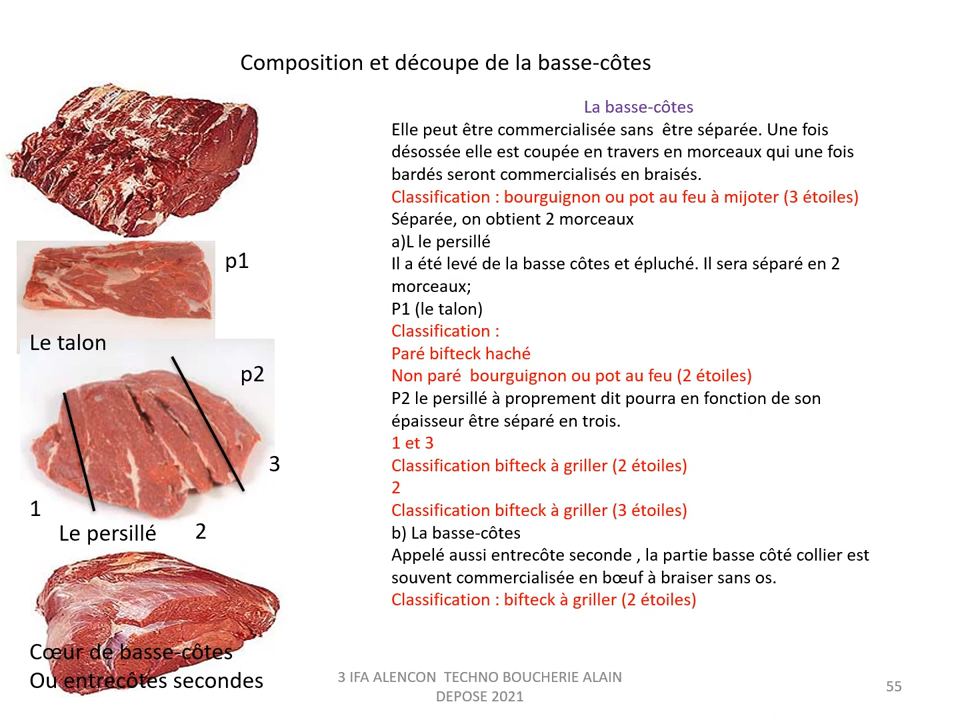 Composition et découpe de la basse-côtes
La basse-côtes
Elle peut être commercialisée sans être séparée. Une fois
désossée elle est coupée en travers en morceaux qui une fois
bardés seront commercialisés en braisés.
Classification : bourguignon ou pot au feu à mijoter (3 étoiles)
Séparée, on obtient 2 morceaux
a)L le persillé
Il a été levé de la basse côtes et épluché. Il sera séparé en 2
morceaux;
P1 (le talon)
Classification :
Paré bifteck haché
Non paré bourguignon ou pot au feu (2 étoiles)
P2 le persillé à proprement dit pourra en fonction de son
épaisseur être séparé en trois.
1 et 3
Classification bifteck à griller (2 étoiles)
2
Classification bifteck à griller (3 étoiles)
b) La basse-côtes
Appelé aussi entrecôte seconde , la partie basse côté collier est
souvent commercialisée en bœuf à braiser sans os.
Classification : bifteck à griller (2 étoiles)
p1
Le talon
p2
3
1
Le persillé
2
Cœur de basse-côtes
Ou entrecôtes secondes
3 IFA ALENCON TECHNO BOUCHERIE ALAIN
DEPOSE 2021
55